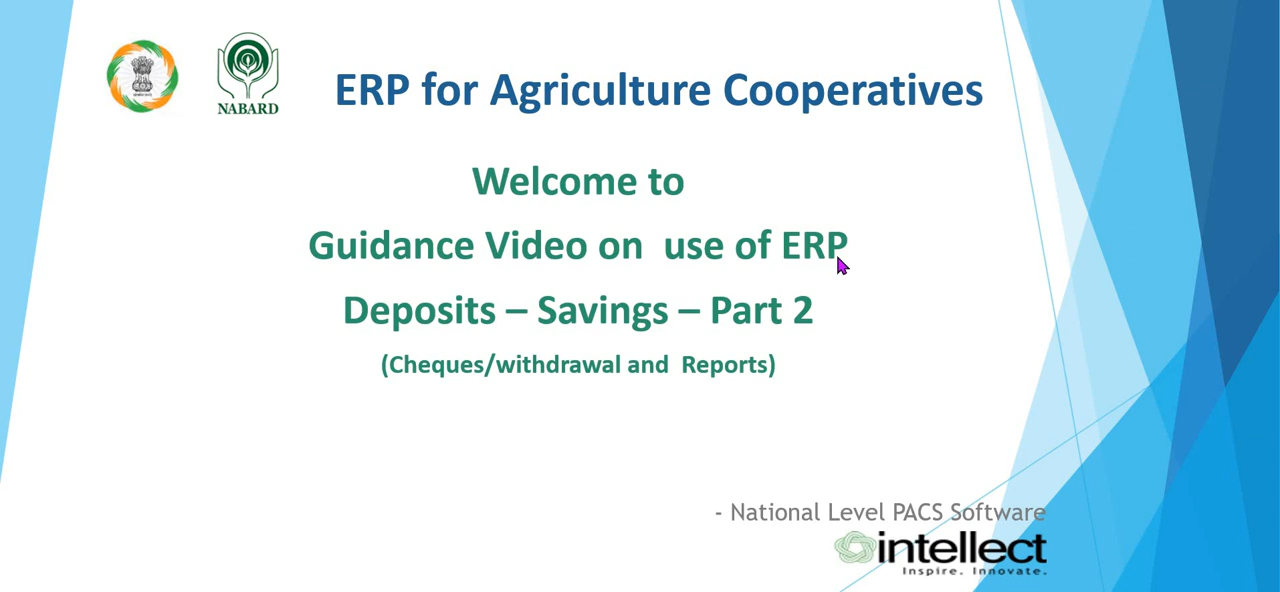 NABARD
ERP for Agriculture Cooperatives
Welcome to
Guidance Video on use of ERP
Deposits – Savings – Part 2
(Cheques/withdrawal and Reports)
- National Level PACS Software
intellect
Inspire. Innovate.